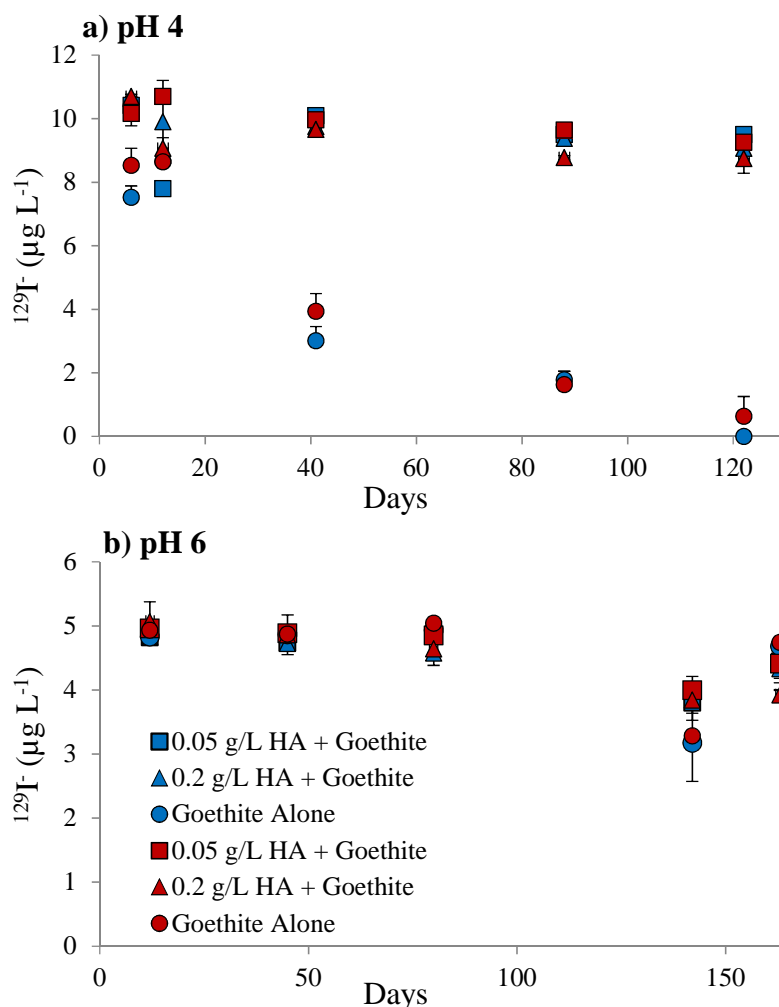 a) pH 4
12
10
8
6
4
2
0
¹²⁹I⁻ (µg L⁻¹)
0 20 40 60 80 100 120
Days
b) pH 6
6
5
4
3
2
1
0
¹²⁹I⁻ (µg L⁻¹)
0.05 g/L HA + Goethite
0.2 g/L HA + Goethite
Goethite Alone
0.05 g/L HA + Goethite
0.2 g/L HA + Goethite
Goethite Alone
0 50 100 150
Days